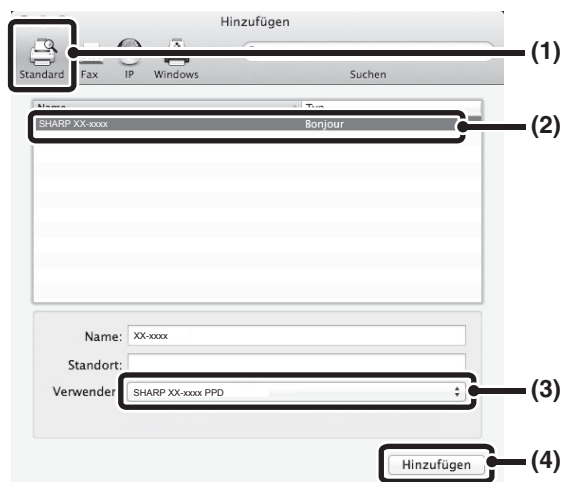 Hinzufügen
(1)
Standard Fax IP Windows Suchen
Name Typ
SHARP XX-xxxx Bonjour
(2)
Name: XX-xxxx
Standort:
Verwenden SHARP XX-xxxx PPD
(3)
Hinzufügen
(4)